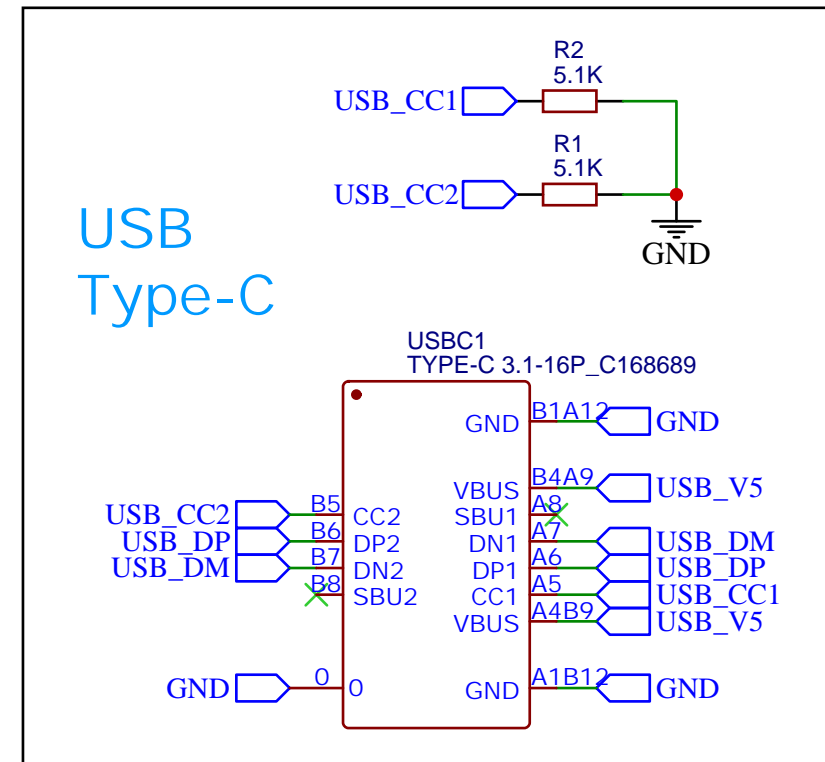 R2
5.1K
USB_CC1
R1
5.1K
USB_CC2
GND
USB
Type-C
USBC1
TYPE-C 3.1-16P_C168689
GND B1A12 GND
VBUS B4A9 USB_V5
SBU1 A8
USB_CC2 B5 CC2
USB_DP B6 DP2
USB_DM B7 DN2
B8 SBU2
DN1 A7 USB_DM
DP1 A6 USB_DP
CC1 A5 USB_CC1
VBUS A4B9 USB_V5
GND 0 0
GND A1B12 GND